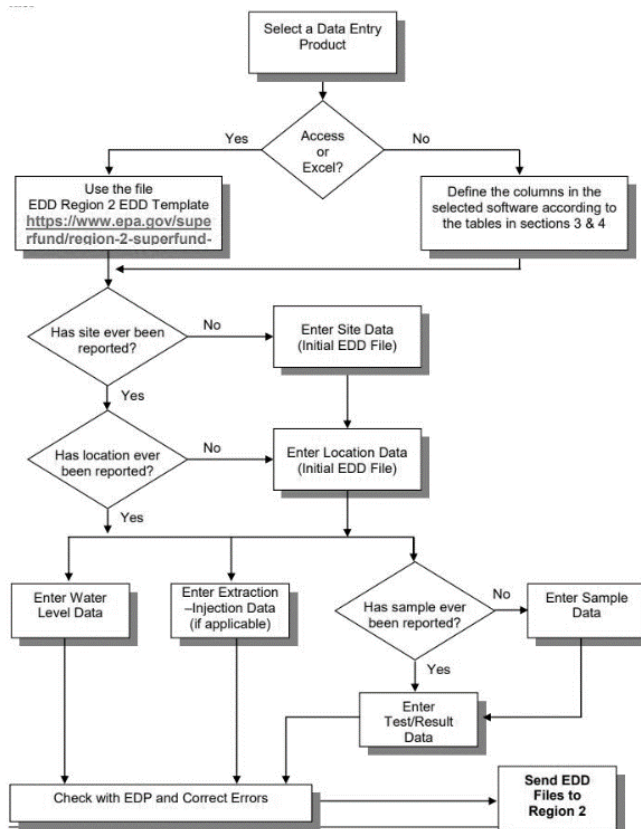 Select a Data Entry
Product
Access
or
Excel?
Yes
No
Use the file
EDD Region 2 EDD Template
https://www.epa.gov/supe
rfund/region-2-superfund-
Define the columns in the
selected software according to
the tables in sections 3 & 4
Has site ever been
reported?
No
Enter Site Data
(Initial EDD File)
Yes
Has location ever
been reported?
No
Enter Location Data
(Initial EDD File)
Yes
Enter Water
Level Data
Enter Extraction
–Injection Data
(if applicable)
Has sample ever
been reported?
No
Enter Sample
Data
Yes
Enter
Test/Result
Data
Check with EDP and Correct Errors
Send EDD
Files to
Region 2